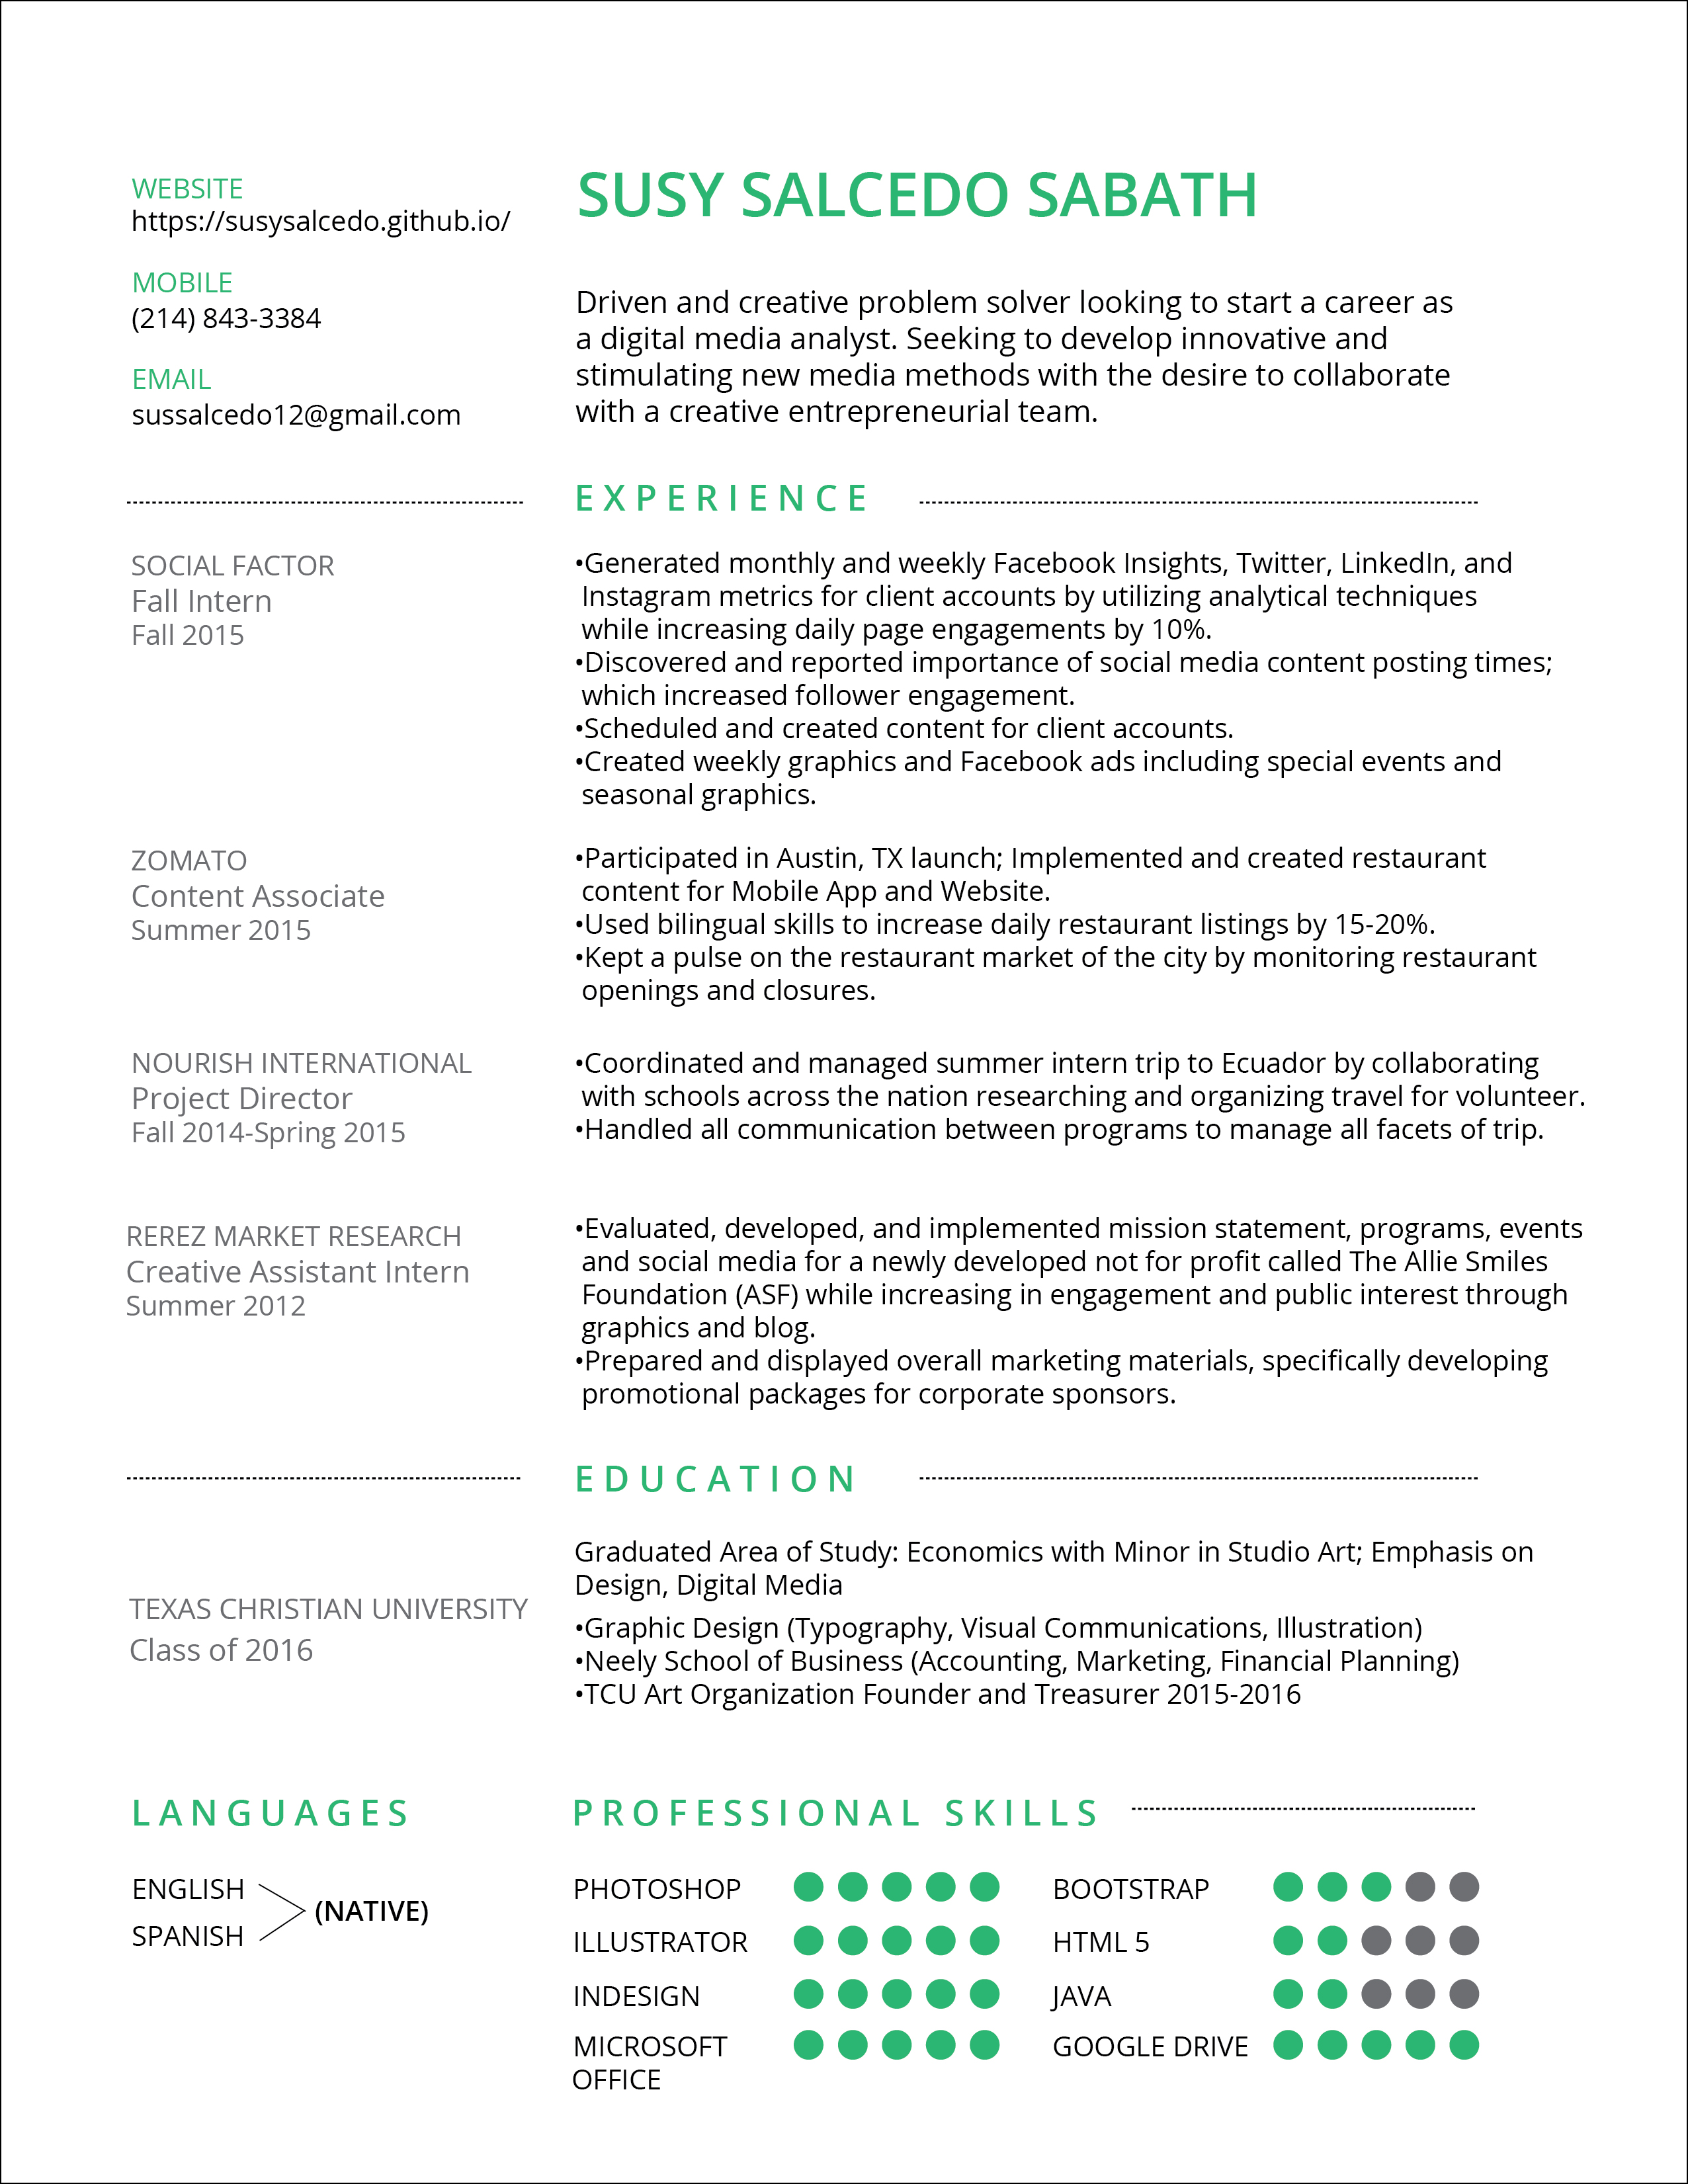 WEBSITE
https://susysalcedo.github.io/
MOBILE
(214) 843-3384
EMAIL
sussalcedo12@gmail.com
SUSY SALCEDO SABATH
Driven and creative problem solver looking to start a career as
a digital media analyst. Seeking to develop innovative and
stimulating new media methods with the desire to collaborate
with a creative entrepreneurial team.
EXPERIENCE
SOCIAL FACTOR
Fall Intern
Fall 2015
•Generated monthly and weekly Facebook Insights, Twitter, LinkedIn, and
Instagram metrics for client accounts by utilizing analytical techniques
while increasing daily page engagements by 10%.
•Discovered and reported importance of social media content posting times;
which increased follower engagement.
•Scheduled and created content for client accounts.
•Created weekly graphics and Facebook ads including special events and
seasonal graphics.
ZOMATO
Content Associate
Summer 2015
•Participated in Austin, TX launch; Implemented and created restaurant
content for Mobile App and Website.
•Used bilingual skills to increase daily restaurant listings by 15-20%.
•Kept a pulse on the restaurant market of the city by monitoring restaurant
openings and closures.
NOURISH INTERNATIONAL
Project Director
Fall 2014-Spring 2015
•Coordinated and managed summer intern trip to Ecuador by collaborating
with schools across the nation researching and organizing travel for volunteer.
•Handled all communication between programs to manage all facets of trip.
REREZ MARKET RESEARCH
Creative Assistant Intern
Summer 2012
•Evaluated, developed, and implemented mission statement, programs, events
and social media for a newly developed not for profit called The Allie Smiles
Foundation (ASF) while increasing in engagement and public interest through
graphics and blog.
•Prepared and displayed overall marketing materials, specifically developing
promotional packages for corporate sponsors.
EDUCATION
TEXAS CHRISTIAN UNIVERSITY
Class of 2016
Graduated Area of Study: Economics with Minor in Studio Art; Emphasis on
Design, Digital Media
•Graphic Design (Typography, Visual Communications, Illustration)
•Neely School of Business (Accounting, Marketing, Financial Planning)
•TCU Art Organization Founder and Treasurer 2015-2016
LANGUAGES
ENGLISH
SPANISH
(NATIVE)
PROFESSIONAL SKILLS
PHOTOSHOP
ILLUSTRATOR
INDESIGN
MICROSOFT
OFFICE
BOOTSTRAP
HTML 5
JAVA
GOOGLE DRIVE